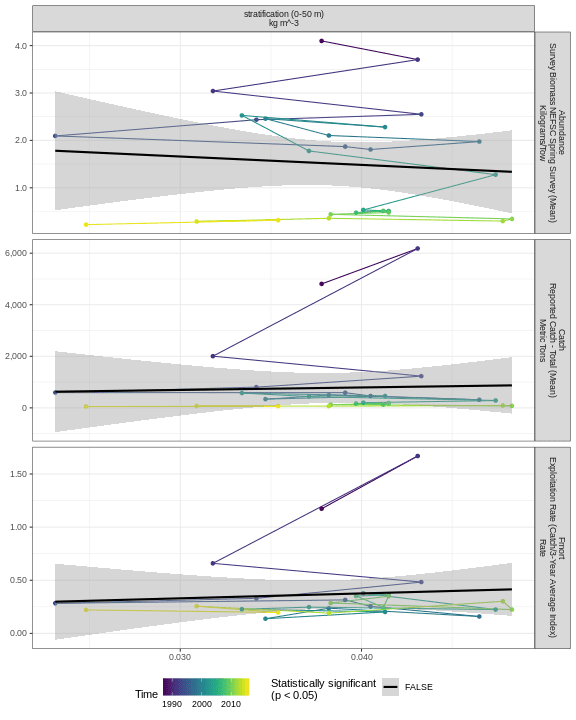 stratification (0-50 m)
kg m^-3
4.0
3.0
2.0
1.0
Abundance
Survey Biomass NEFSC Spring Survey (Mean)
Kilograms/tow
6,000
4,000
2,000
0
Catch
Reported Catch - Total (Mean)
Metric Tons
1.50
1.00
0.50
0.00
Fmort
Exploitation Rate (Catch/3-Year Average Index)
Rate
0.030
0.040
Time
1990
2000
2010
Statistically significant
(p < 0.05)
FALSE